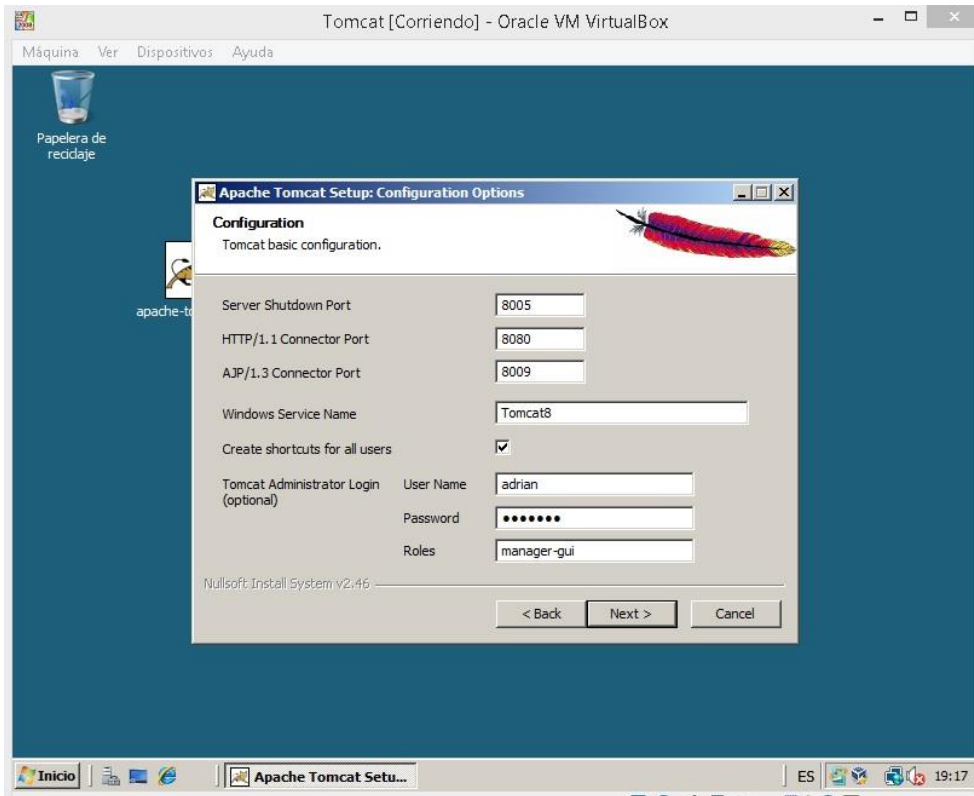 Tomcat [Corriendo] - Oracle VM VirtualBox
Máquina Ver Dispositivos Ayuda
Papelera de
reciclaje
apache-to
Apache Tomcat Setup: Configuration Options
Configuration
Tomcat basic configuration.
Server Shutdown Port 8005
HTTP/1.1 Connector Port 8080
AJP/1.3 Connector Port 8009
Windows Service Name Tomcat8
Create shortcuts for all users
Tomcat Administrator Login
(optional)
User Name adrian
Password •••••••
Roles manager-gui
Nullsoft Install System v2.46
< Back Next > Cancel
Inicio Apache Tomcat Setu... ES 19:17